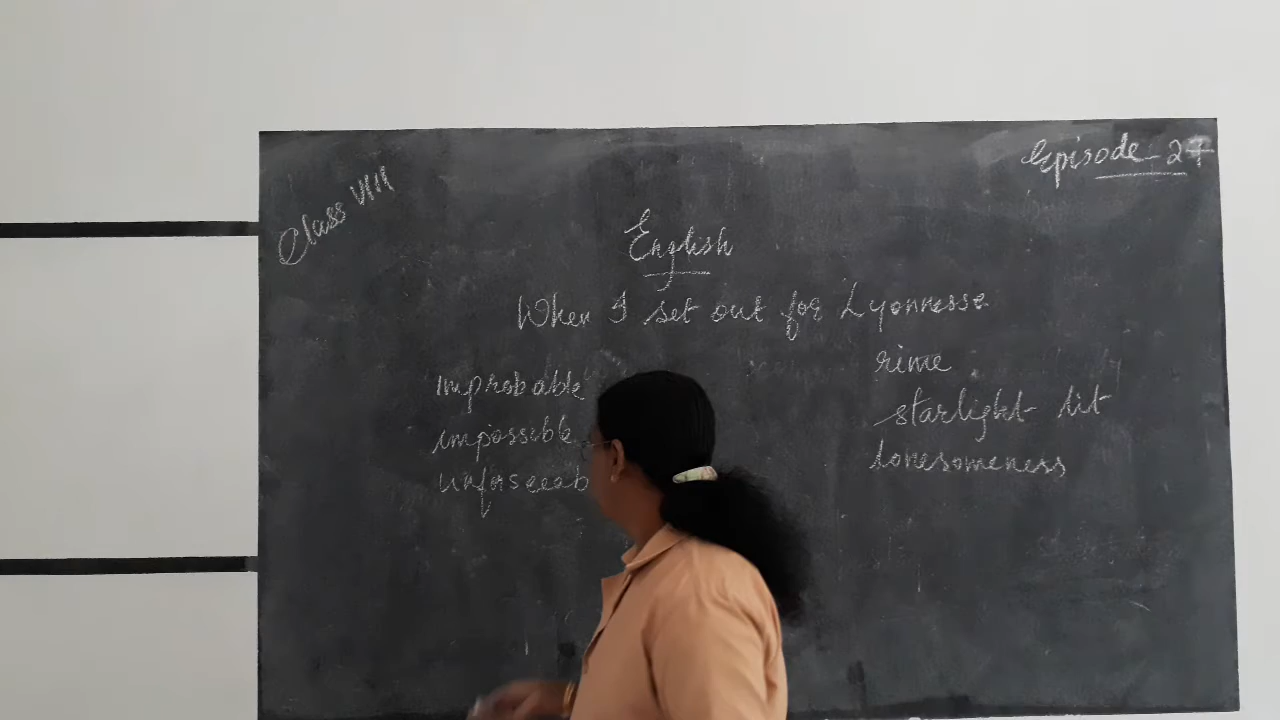 Class VIII
Episode - 27
English
When I set out for Lyonnesse
improbable
impossible
rime
starlight lit
lonesomeness